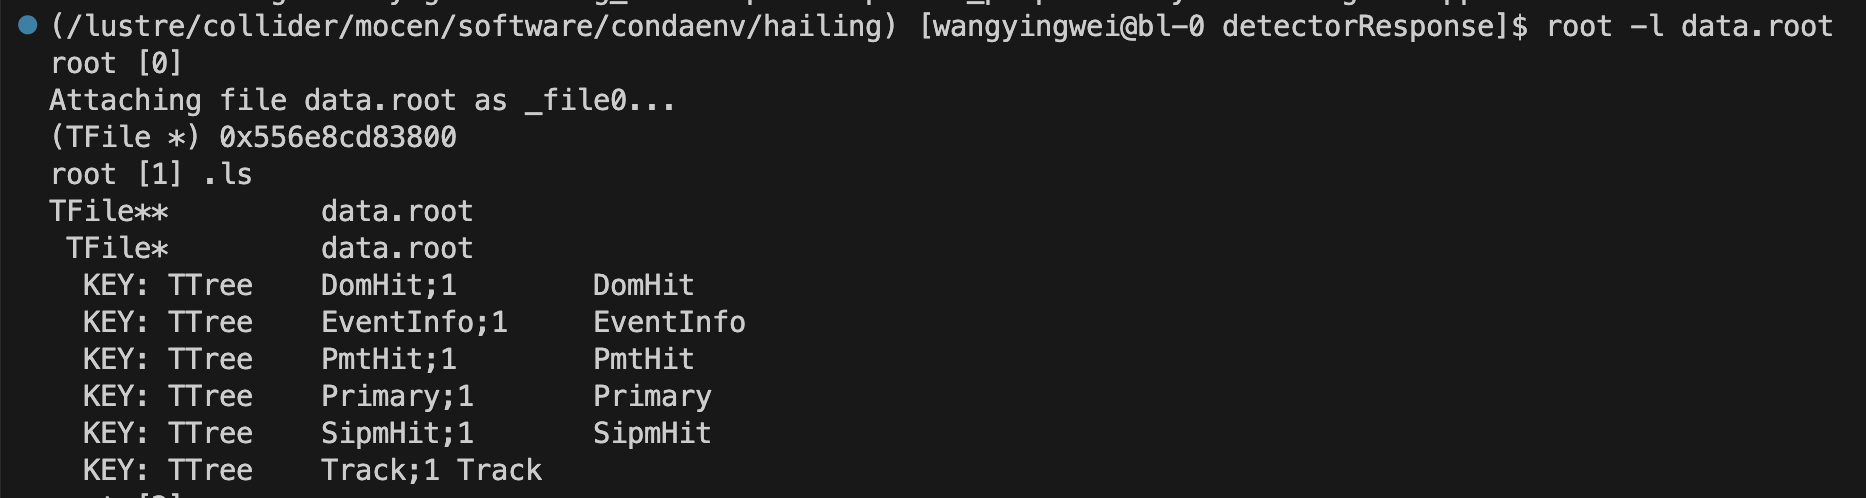 (/lustre/collider/mocen/software/condaenv/hailing) [wangyingwei@bl-0 detectorResponse]$ root -l data.root
root [0]
Attaching file data.root as _file0...
(TFile *) 0x556e8cd83800
root [1] .ls
TFile**         data.root
 TFile*         data.root
  KEY: TTree    DomHit;1        DomHit
  KEY: TTree    EventInfo;1     EventInfo
  KEY: TTree    PmtHit;1        PmtHit
  KEY: TTree    Primary;1       Primary
  KEY: TTree    SipmHit;1       SipmHit
  KEY: TTree    Track;1 Track